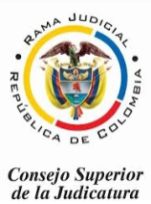 RAMA JUDICIAL
REPÚBLICA DE COLOMBIA
Consejo Superior
de la Judicatura